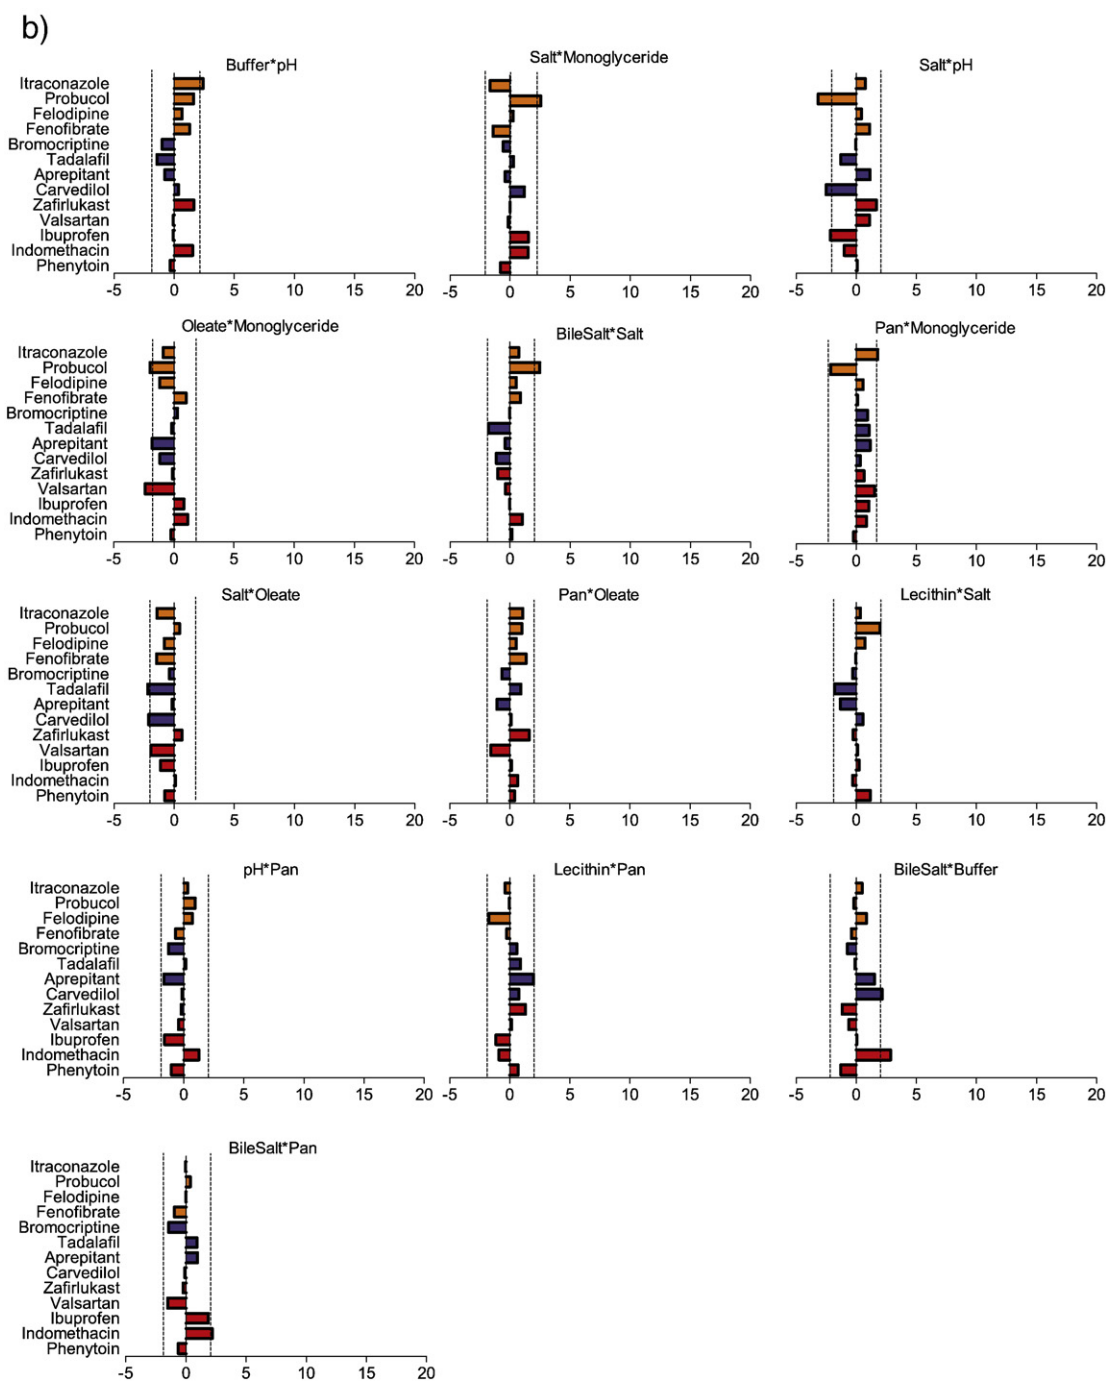 b)
Buffer*pH
Salt*Monoglyceride
Salt*pH
Itraconazole
Probucol
Felodipine
Fenofibrate
Bromocriptine
Tadalafil
Aprepitant
Carvedilol
Zafirlukast
Valsartan
Ibuprofen
Indomethacin
Phenytoin
-5 0 5 10 15 20
-5 0 5 10 15 20
-5 0 5 10 15 20
Oleate*Monoglyceride
BileSalt*Salt
Pan*Monoglyceride
Itraconazole
Probucol
Felodipine
Fenofibrate
Bromocriptine
Tadalafil
Aprepitant
Carvedilol
Zafirlukast
Valsartan
Ibuprofen
Indomethacin
Phenytoin
-5 0 5 10 15 20
-5 0 5 10 15 20
-5 0 5 10 15 20
Salt*Oleate
Pan*Oleate
Lecithin*Salt
Itraconazole
Probucol
Felodipine
Fenofibrate
Bromocriptine
Tadalafil
Aprepitant
Carvedilol
Zafirlukast
Valsartan
Ibuprofen
Indomethacin
Phenytoin
-5 0 5 10 15 20
-5 0 5 10 15 20
-5 0 5 10 15 20
pH*Pan
Lecithin*Pan
BileSalt*Buffer
Itraconazole
Probucol
Felodipine
Fenofibrate
Bromocriptine
Tadalafil
Aprepitant
Carvedilol
Zafirlukast
Valsartan
Ibuprofen
Indomethacin
Phenytoin
-5 0 5 10 15 20
-5 0 5 10 15 20
-5 0 5 10 15 20
BileSalt*Pan
Itraconazole
Probucol
Felodipine
Fenofibrate
Bromocriptine
Tadalafil
Aprepitant
Carvedilol
Zafirlukast
Valsartan
Ibuprofen
Indomethacin
Phenytoin
-5 0 5 10 15 20